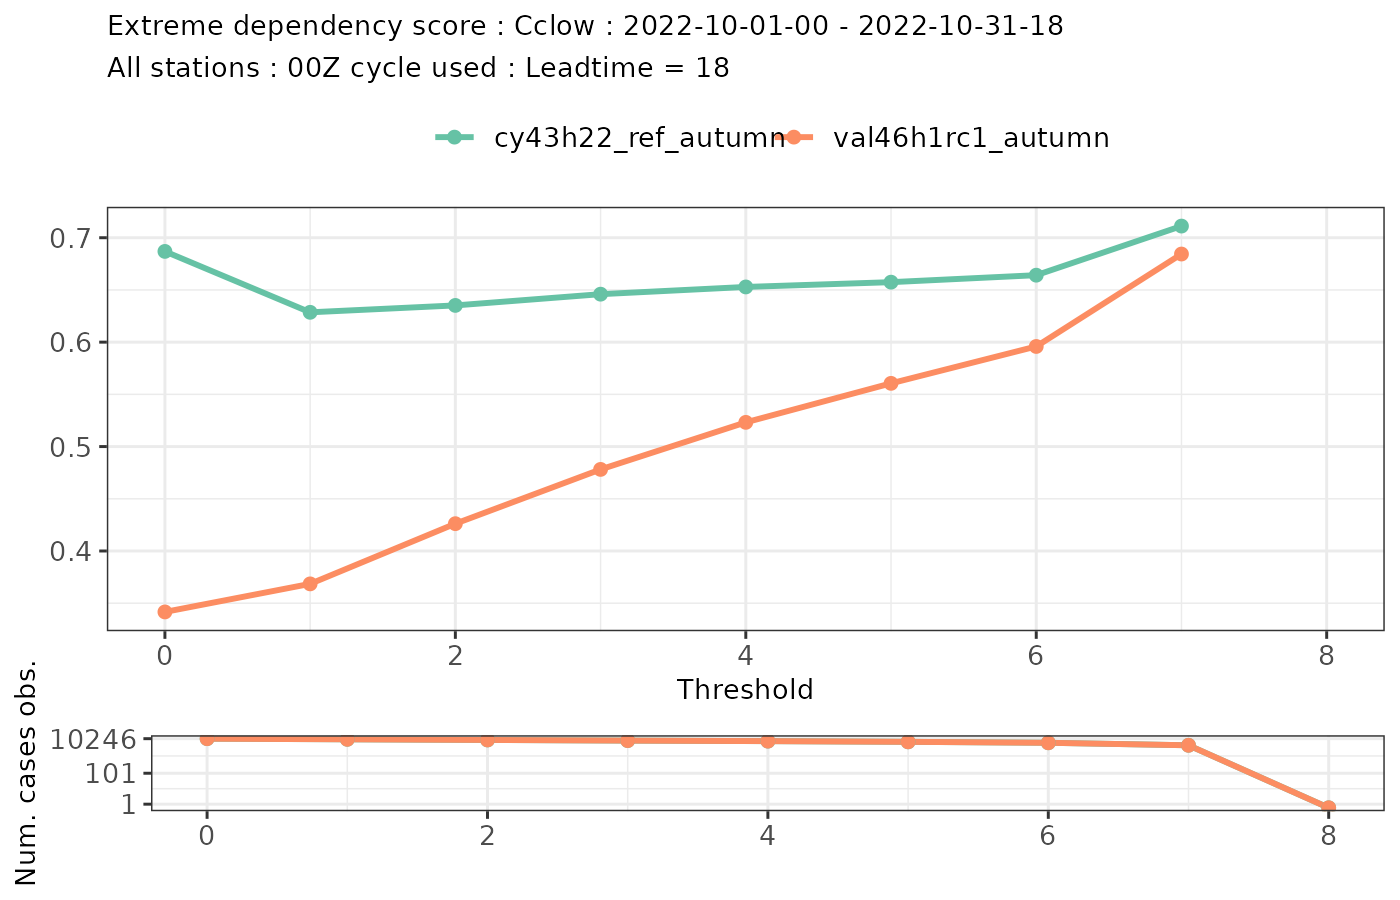 Extreme dependency score : Cclow : 2022-10-01-00 - 2022-10-31-18
All stations : 00Z cycle used : Leadtime = 18
cy43h22_ref_autumn val46h1rc1_autumn
0.7
0.6
0.5
0.4
0 2 4 6 8
Threshold
Num. cases obs.
10246
101
1
0 2 4 6 8